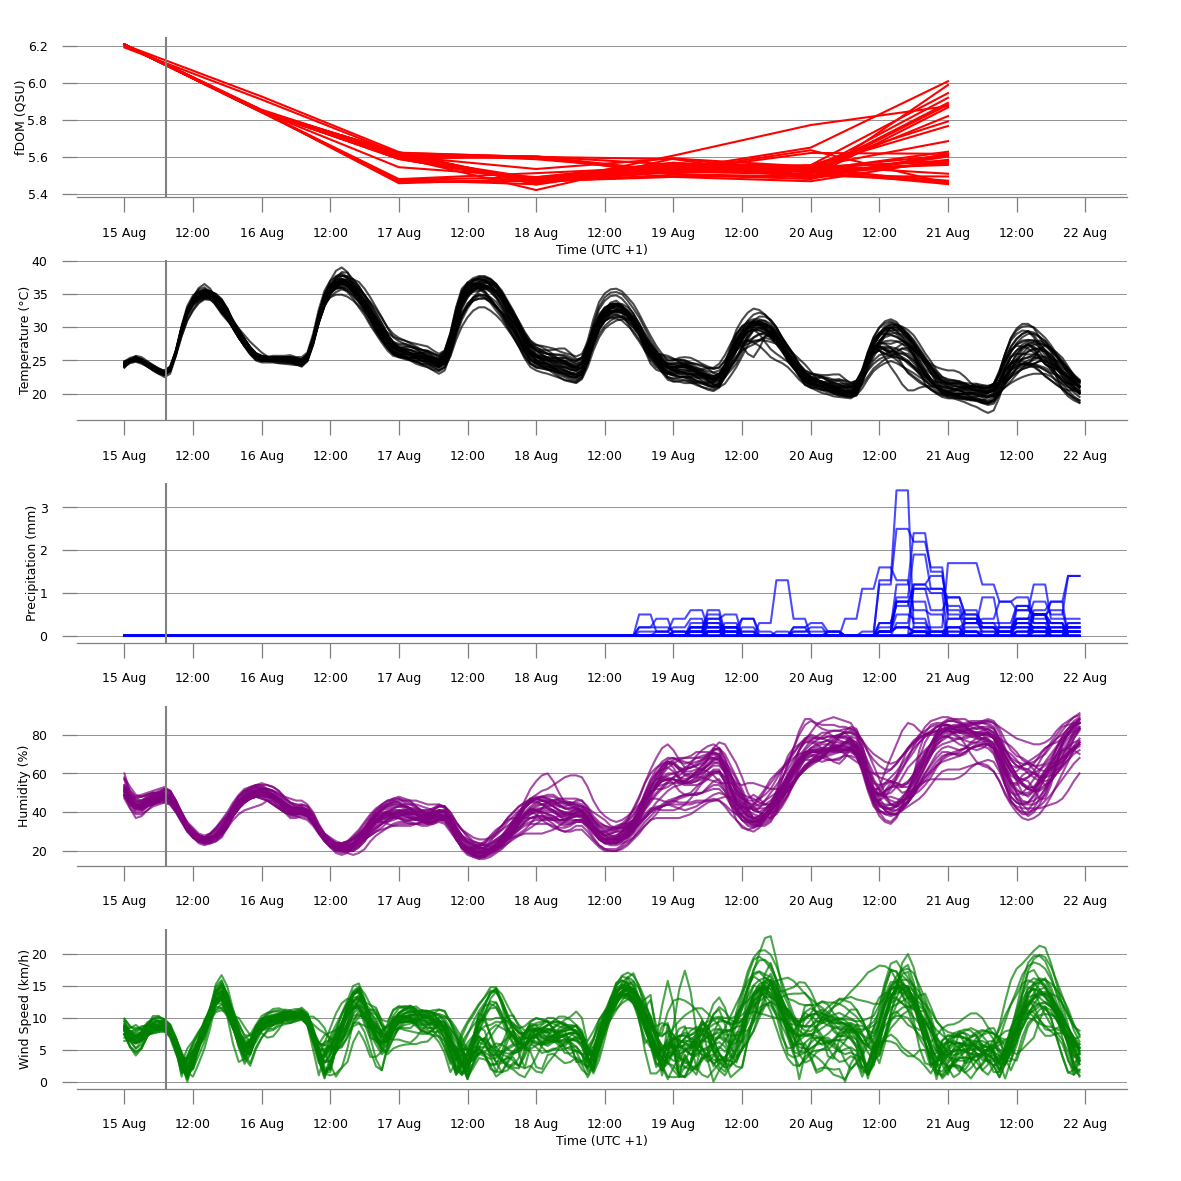 fDOM (QSU)
6.2
6.0
5.8
5.6
5.4
15 Aug 12:00 16 Aug 12:00 17 Aug 12:00 18 Aug 12:00 19 Aug 12:00 20 Aug 12:00 21 Aug 12:00 22 Aug
Time (UTC +1)
Temperature (°C)
40
35
30
25
20
15 Aug 12:00 16 Aug 12:00 17 Aug 12:00 18 Aug 12:00 19 Aug 12:00 20 Aug 12:00 21 Aug 12:00 22 Aug
Precipitation (mm)
3
2
1
0
15 Aug 12:00 16 Aug 12:00 17 Aug 12:00 18 Aug 12:00 19 Aug 12:00 20 Aug 12:00 21 Aug 12:00 22 Aug
Humidity (%)
80
60
40
20
15 Aug 12:00 16 Aug 12:00 17 Aug 12:00 18 Aug 12:00 19 Aug 12:00 20 Aug 12:00 21 Aug 12:00 22 Aug
Wind Speed (km/h)
20
15
10
5
0
15 Aug 12:00 16 Aug 12:00 17 Aug 12:00 18 Aug 12:00 19 Aug 12:00 20 Aug 12:00 21 Aug 12:00 22 Aug
Time (UTC +1)